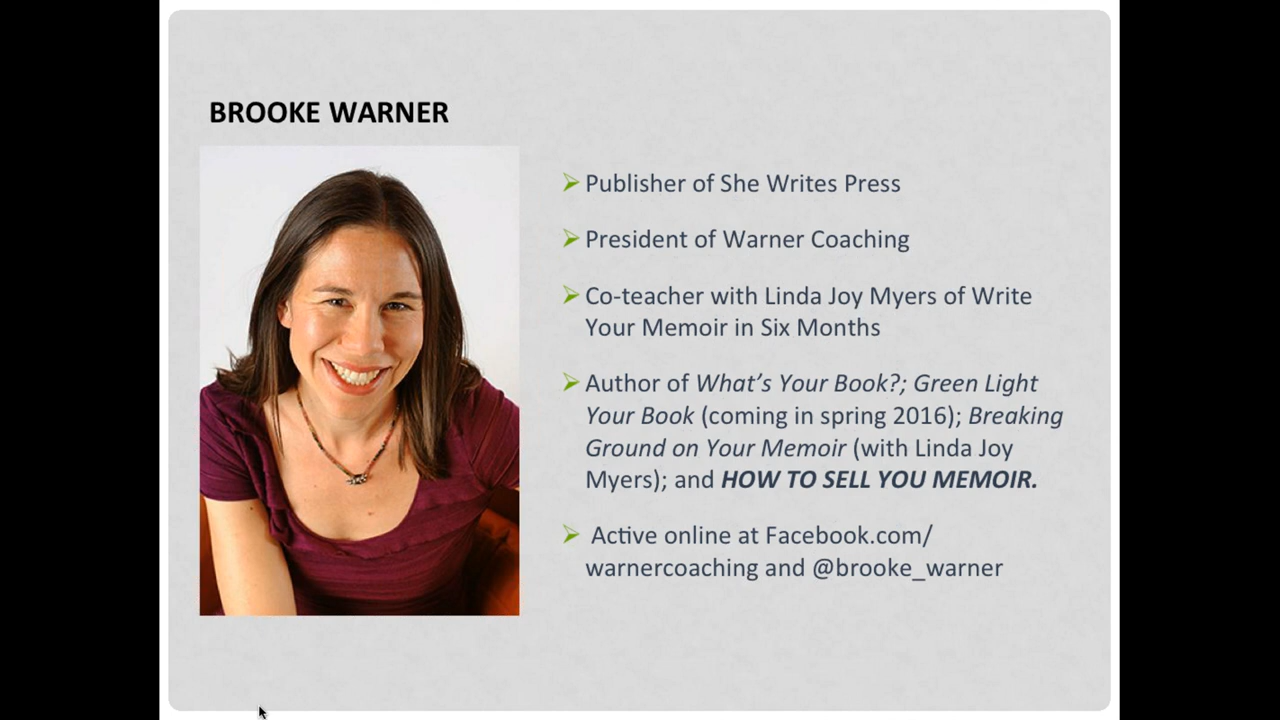 BROOKE WARNER
Publisher of She Writes Press
President of Warner Coaching
Co-teacher with Linda Joy Myers of Write
Your Memoir in Six Months
Author of What's Your Book?; Green Light
Your Book (coming in spring 2016); Breaking
Ground on Your Memoir (with Linda Joy
Myers); and HOW TO SELL YOU MEMOIR.
Active online at Facebook.com/
warnercoaching and @brooke_warner